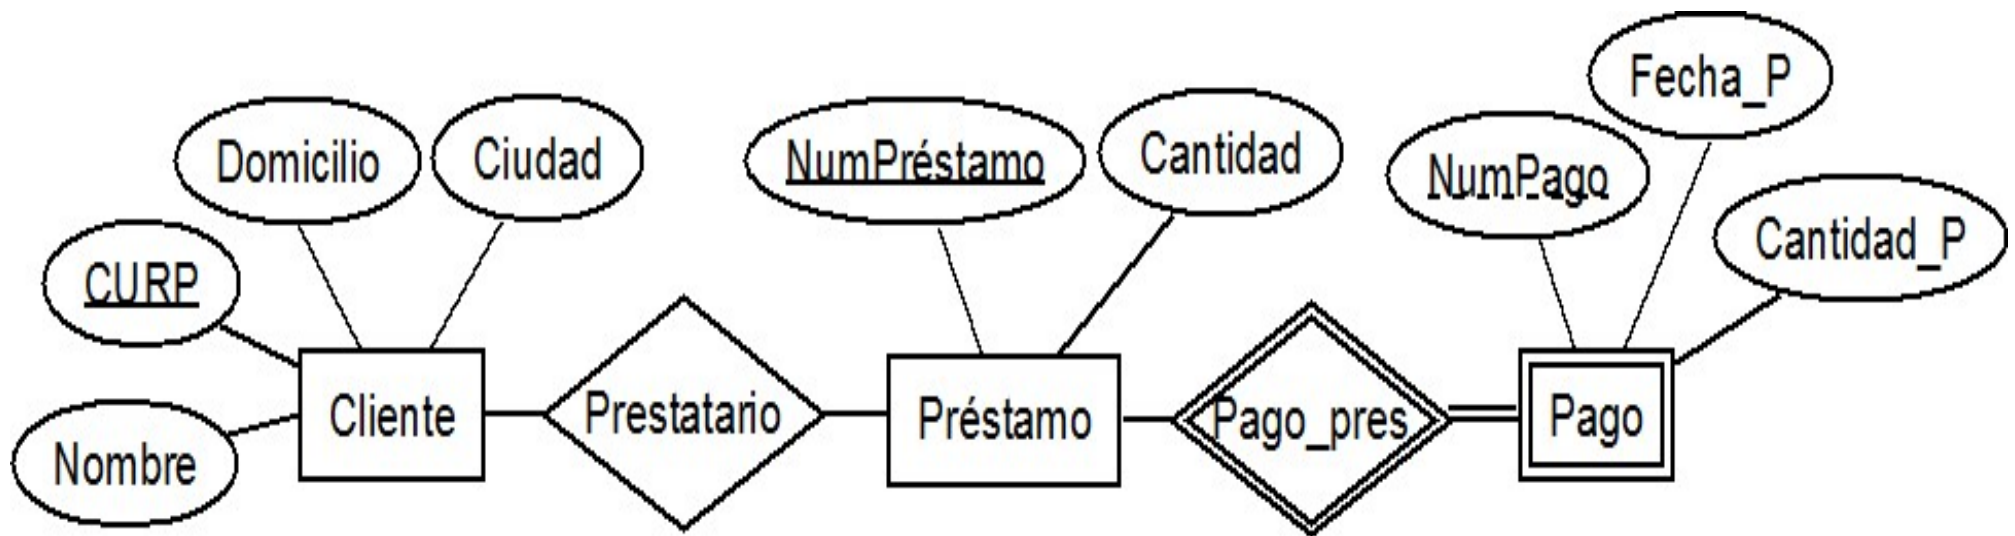 Fecha_P
Domicilio
Ciudad
NumPréstamo
Cantidad
NumPago
Cantidad_P
CURP
Nombre
Cliente
Prestatario
Préstamo
Pago_pres
Pago